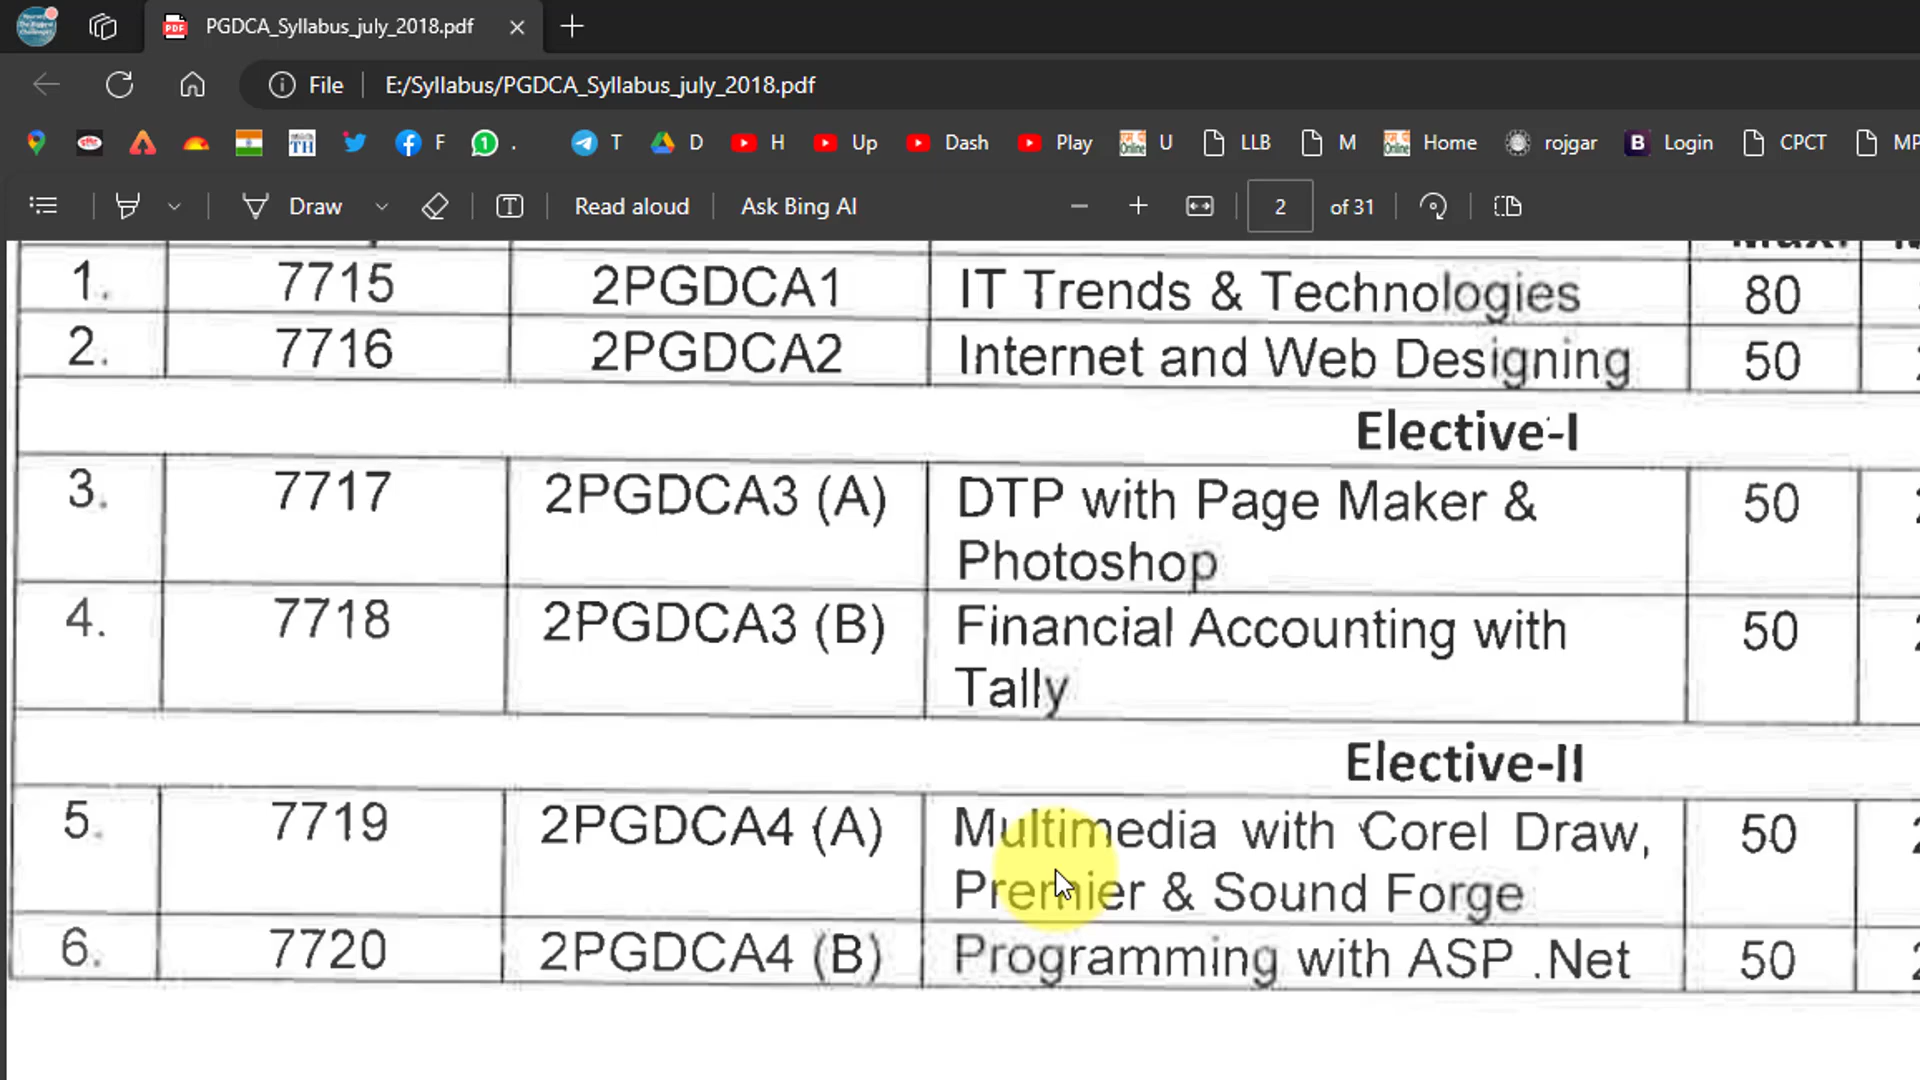 PGDCA_Syllabus_july_2018.pdf
File E:/Syllabus/PGDCA_Syllabus_july_2018.pdf
TH F . T D H Up Dash Play U LLB M Home rojgar B Login CPCT MP
Draw T Read aloud Ask Bing AI 2 of 31
1. 7715 2PGDCA1 IT Trends & Technologies 80
2. 7716 2PGDCA2 Internet and Web Designing 50
Elective-I
3. 7717 2PGDCA3 (A) DTP with Page Maker & 50
Photoshop
4. 7718 2PGDCA3 (B) Financial Accounting with 50
Tally
Elective-II
5. 7719 2PGDCA4 (A) Multimedia with Corel Draw, 50
Premier & Sound Forge
6. 7720 2PGDCA4 (B) Programming with ASP .Net 50